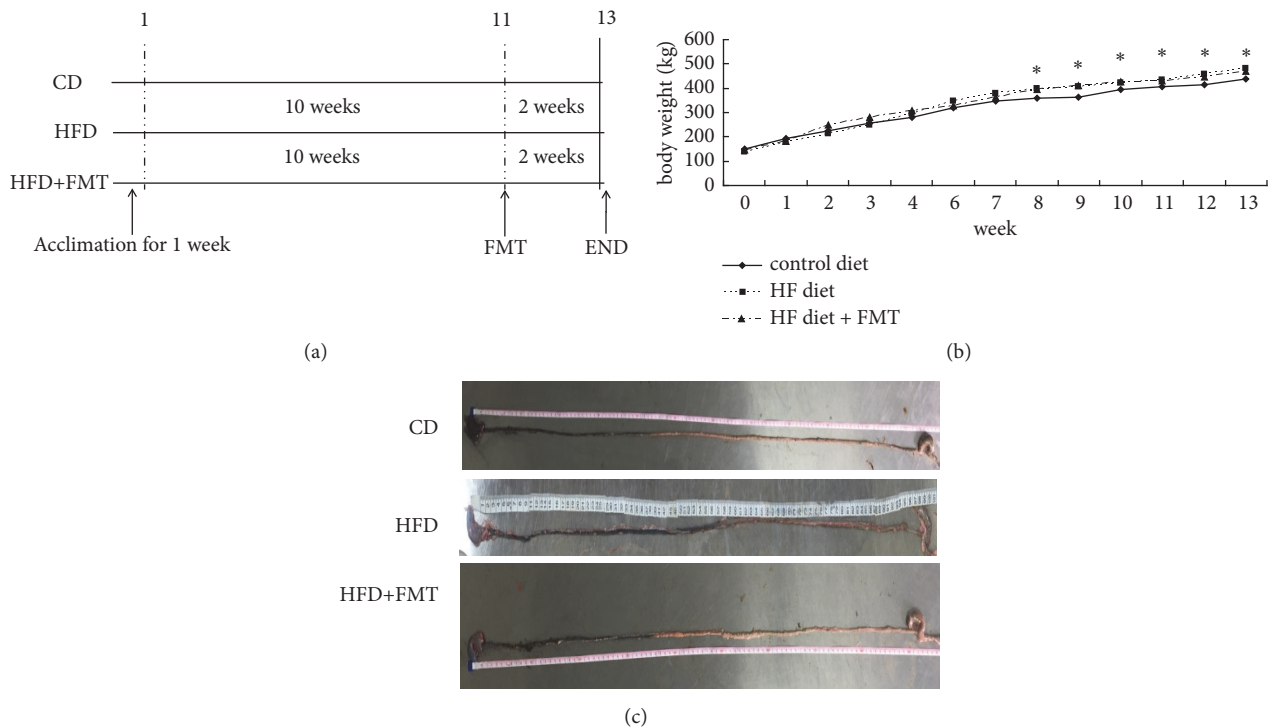 1 11 13
CD
10 weeks 2 weeks
HFD
10 weeks 2 weeks
HFD+FMT
Acclimation for 1 week FMT END
(a)
body weight (kg)
600
500
400
300
200
100
0
* * * * * *
0 1 2 3 4 6 7 8 9 10 11 12 13
week
control diet
HF diet
HF diet + FMT
(b)
CD
HFD
HFD+FMT
(c)